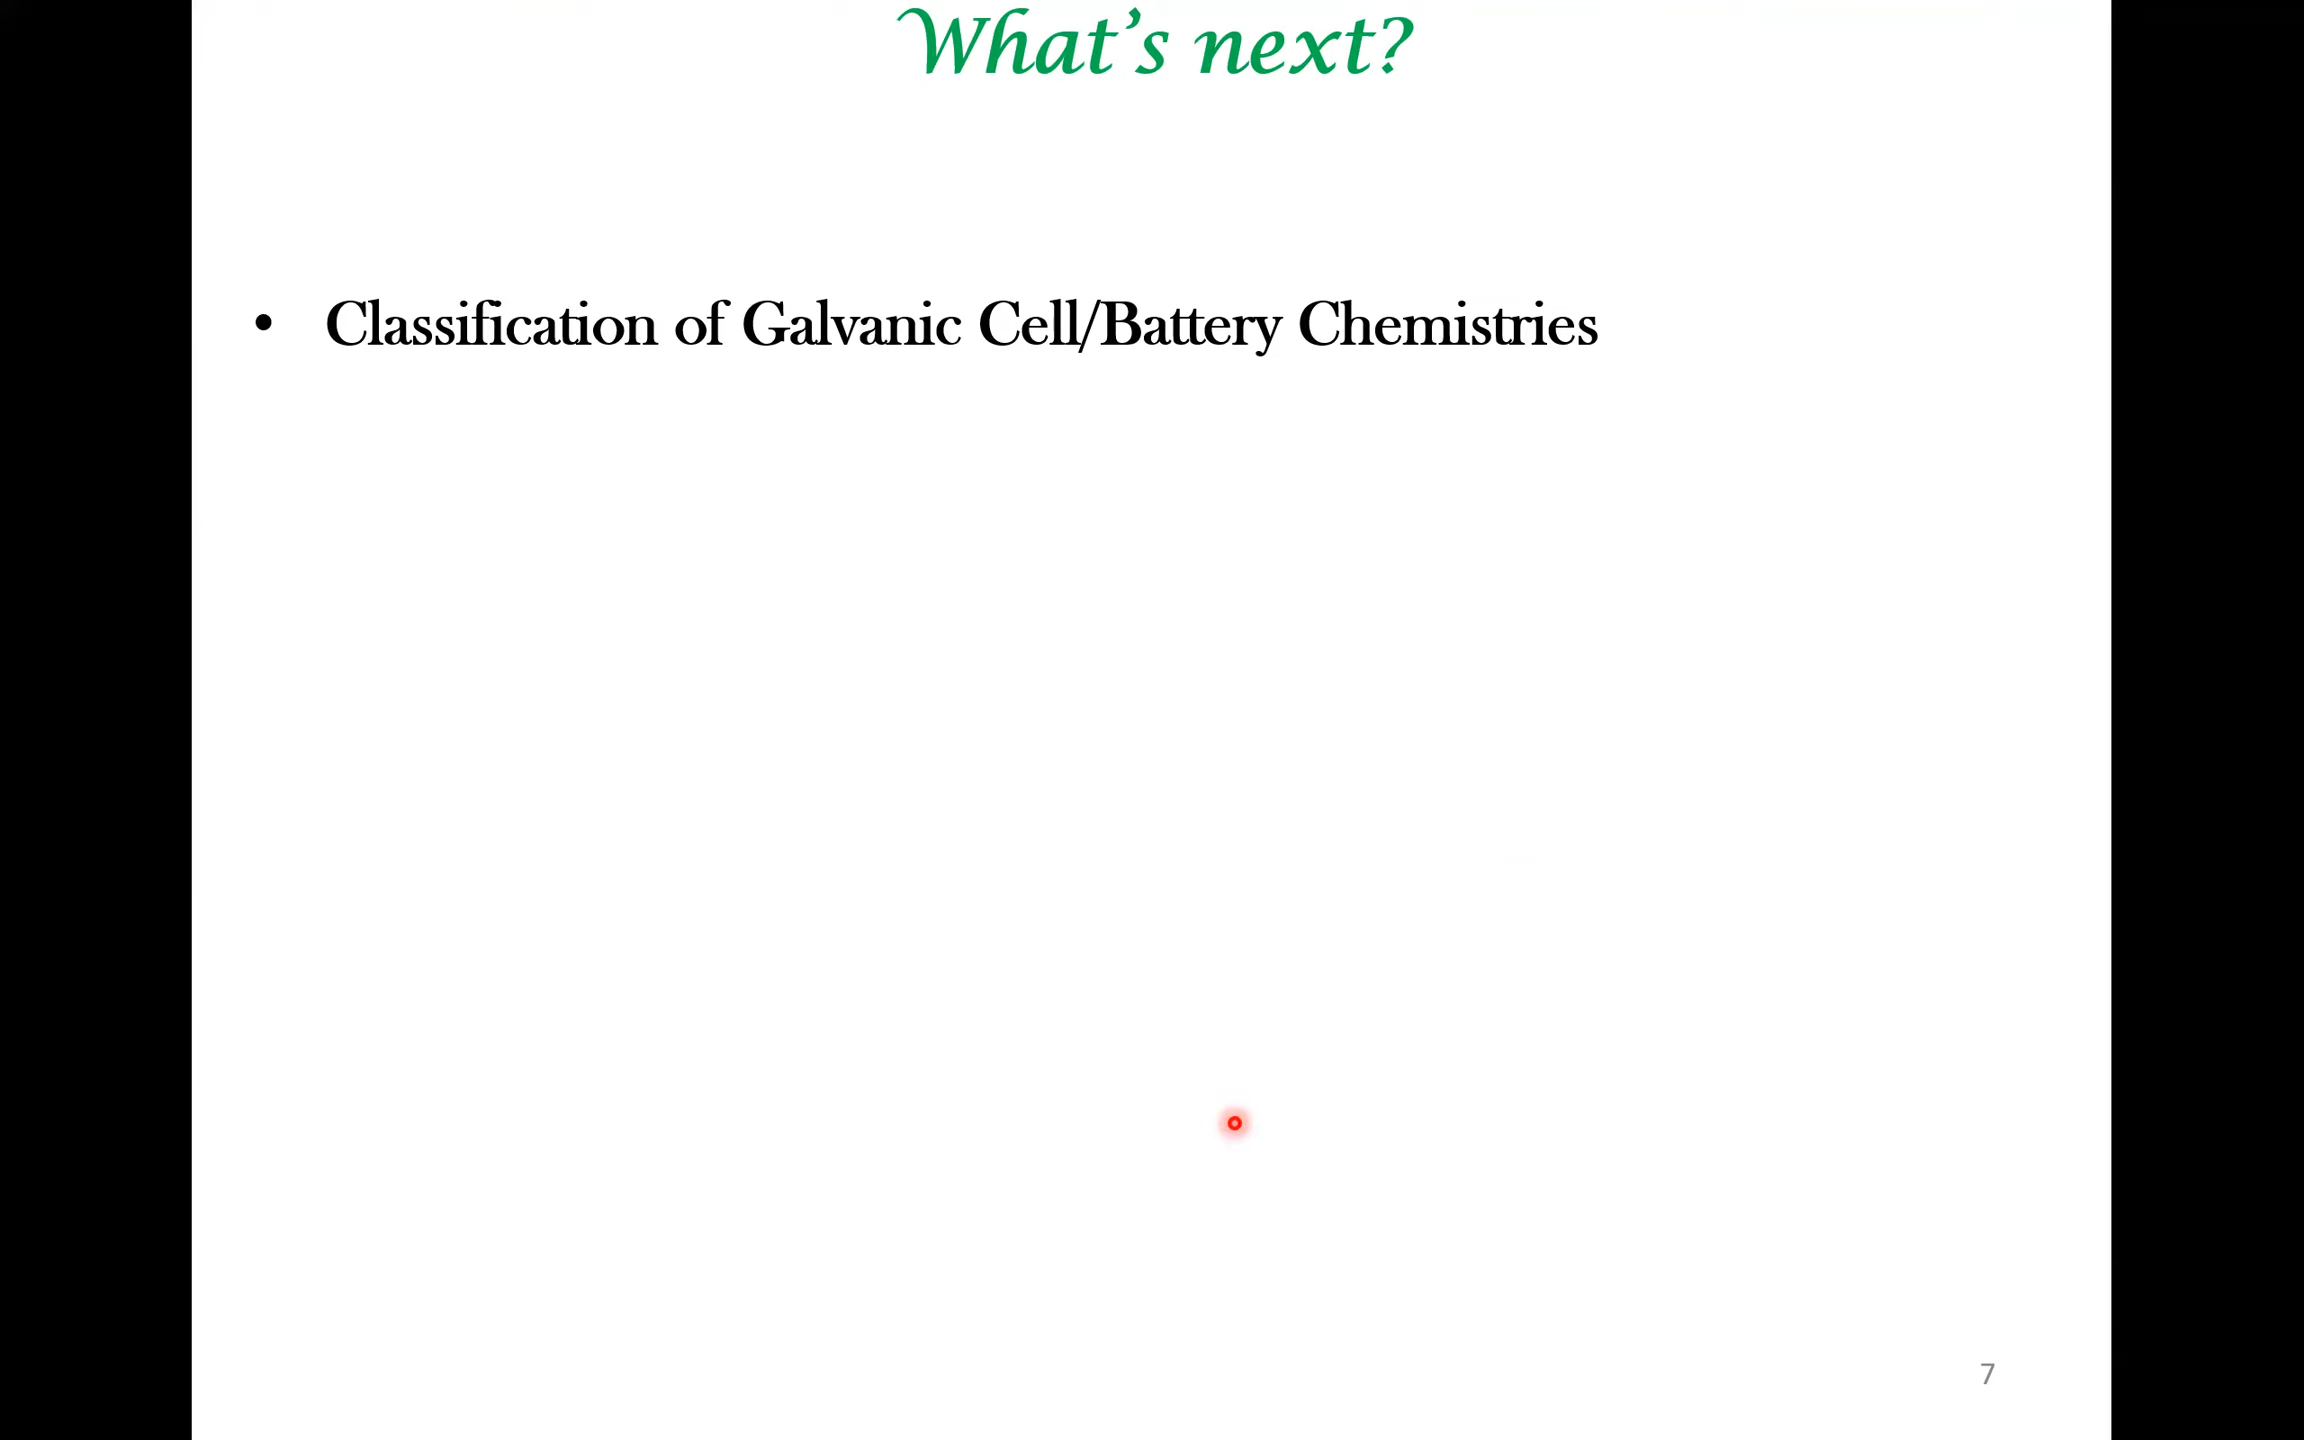 What's next?
• Classification of Galvanic Cell/Battery Chemistries
7